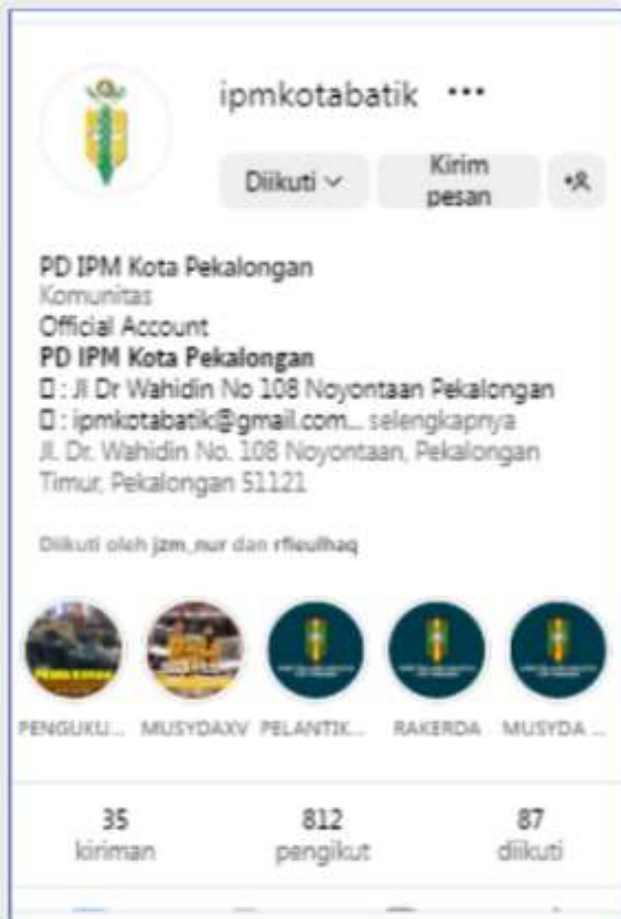 ipmkotabatik •••
Diikuti
Kirim pesan
PD IPM Kota Pekalongan
Komunitas
Official Account
PD IPM Kota Pekalongan
: Jl Dr Wahidin No 108 Noyontaan Pekalongan
: ipmkotabatik@gmail.com... selengkapnya
Jl. Dr. Wahidin No. 108 Noyontaan, Pekalongan
Timur, Pekalongan 51121
Diikuti oleh jzm_nur dan rfieulhaq
PENGUKU... MUSYDAXV PELANTIK... RAKERDA MUSYDA ...
35 812 87
kiriman pengikut diikuti